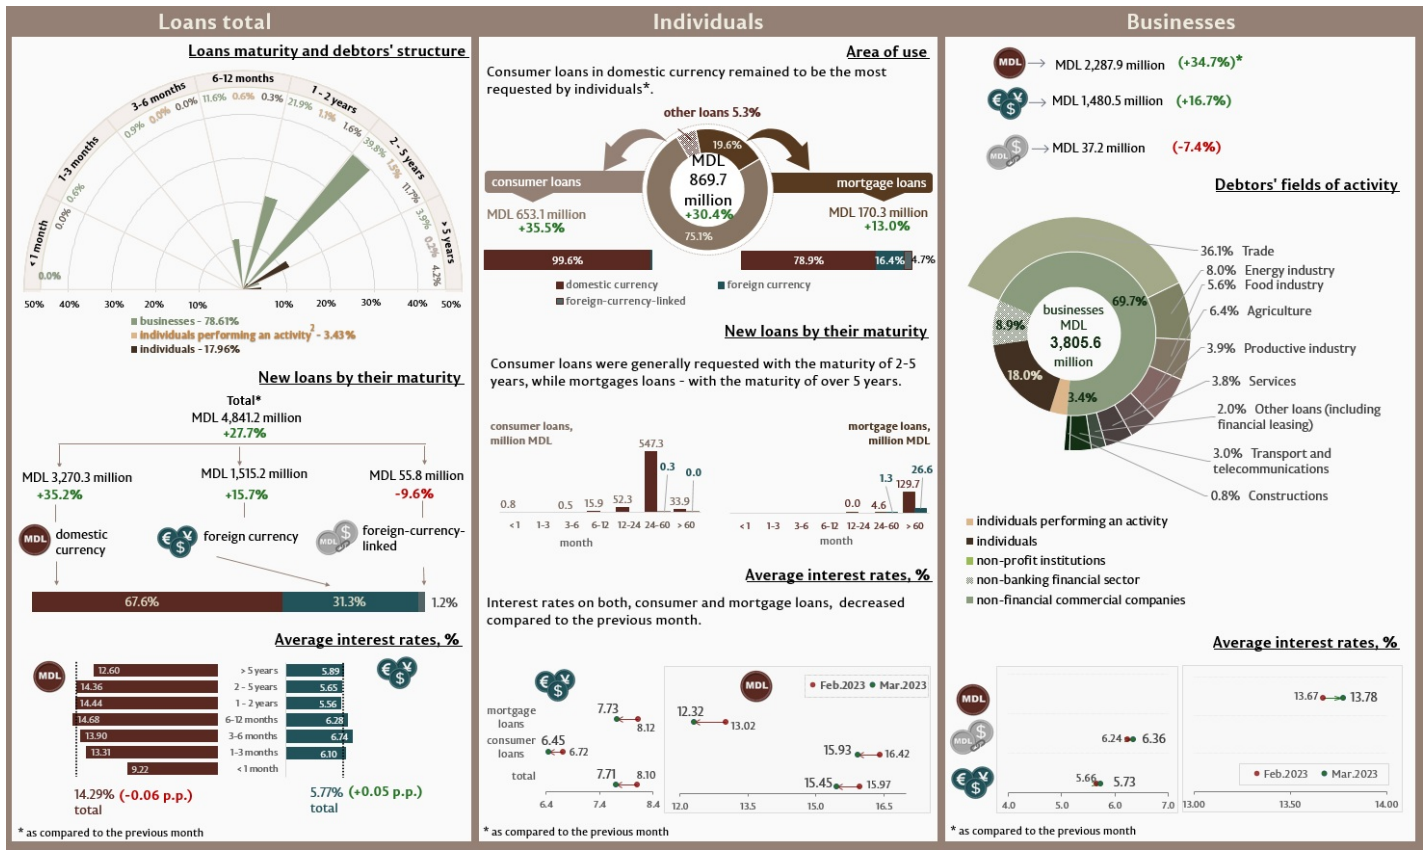 Loans total
Loans maturity and debtors' structure
< 1 month
1-3 months
3-6 months
6-12 months
1 - 2 years
2 - 5 years
> 5 years
0.0%
0.0%
0.6%
0.9%
0.0%
0.0%
11.6%
0.6%
0.3%
21.9%
1.1%
1.6%
39.8%
1.5%
11.7%
3.9%
0.2%
4.2%
50% 40% 30% 20% 10% 10% 20% 30% 40% 50%
businesses - 78.61%
individuals performing an activity2 - 3.43%
individuals - 17.96%
New loans by their maturity
Total*
MDL 4,841.2 million
+27.7%
MDL 3,270.3 million
+35.2%
MDL 1,515.2 million
+15.7%
MDL 55.8 million
-9.6%
MDL
domestic
currency
€ ¥ $
foreign currency
MDL $
foreign-currency-
linked
67.6% 31.3% 1.2%
Average interest rates, %
MDL
€ ¥ $
12.60 > 5 years 5.89
14.36 2 - 5 years 5.65
14.44 1 - 2 years 5.56
14.68 6-12 months 6.28
13.90 3-6 months 6.74
13.31 1-3 months 6.10
9.22 < 1 month
14.29% (-0.06 p.p.)
total
5.77% (+0.05 p.p.)
total
* as compared to the previous month
Individuals
Area of use
Consumer loans in domestic currency remained to be the most
requested by individuals*.
other loans 5.3%
19.6%
MDL
869.7
million
+30.4%
75.1%
consumer loans
MDL 653.1 million
+35.5%
mortgage loans
MDL 170.3 million
+13.0%
99.6%
78.9% 16.4% 4.7%
domestic currency
foreign currency
foreign-currency-linked
New loans by their maturity
Consumer loans were generally requested with the maturity of 2-5
years, while mortgages loans - with the maturity of over 5 years.
consumer loans,
million MDL
0.8 0.5 15.9 52.3 547.3 0.3 33.9 0.0
< 1 1-3 3-6 6-12 12-24 24-60 > 60
month
mortgage loans,
million MDL
0.0 4.6 1.3 129.7 26.6
< 1 1-3 3-6 6-12 12-24 24-60 > 60
month
Average interest rates, %
Interest rates on both, consumer and mortgage loans, decreased
compared to the previous month.
€ ¥ $
MDL
Feb.2023 Mar.2023
mortgage
loans
7.73 8.12
12.32 13.02
consumer
loans
6.45 6.72
15.93 16.42
total
7.71 8.10
15.45 15.97
6.4 7.4 8.4
12.0 13.5 15.0 16.5
* as compared to the previous month
Businesses
MDL MDL 2,287.9 million (+34.7%)*
€ ¥ $ MDL 1,480.5 million (+16.7%)
MDL $ MDL 37.2 million (-7.4%)
Debtors' fields of activity
businesses
MDL
3,805.6
million
69.7%
8.9%
18.0%
3.4%
36.1% Trade
8.0% Energy industry
5.6% Food industry
6.4% Agriculture
3.9% Productive industry
3.8% Services
2.0% Other loans (including
financial leasing)
3.0% Transport and
telecommunications
0.8% Constructions
individuals performing an activity
individuals
non-profit institutions
non-banking financial sector
non-financial commercial companies
Average interest rates, %
MDL
13.67 13.78
MDL $
6.24 6.36
€ ¥ $
5.66 5.73
Feb.2023 Mar.2023
4.0 5.0 6.0 7.0
13.00 13.50 14.00
* as compared to the previous month